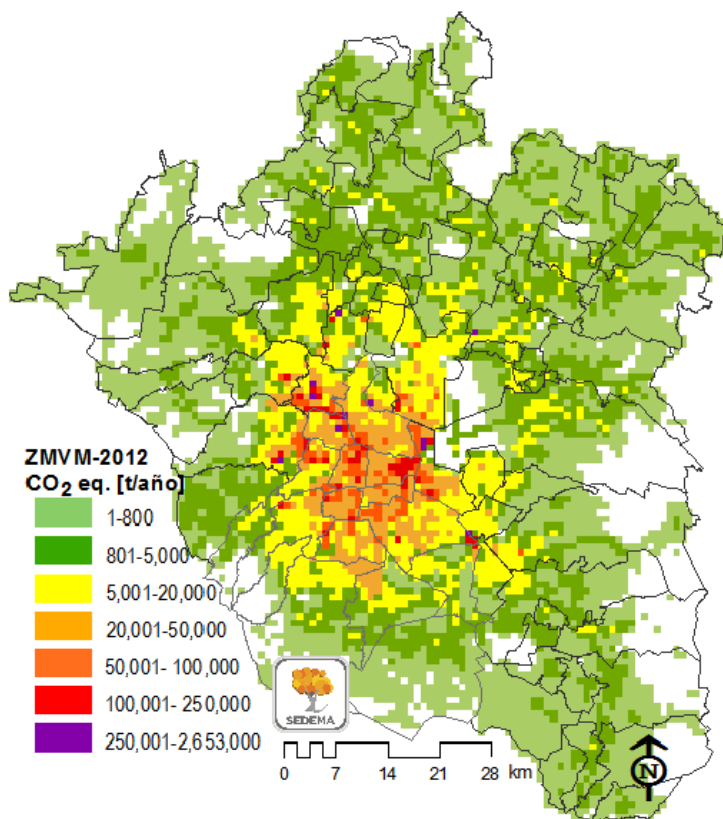 ZMVM-2012
CO2 eq. [t/año]
1-800
801-5,000
5,001-20,000
20,001-50,000
50,001- 100,000
100,001- 250,000
250,001-2,653,000
SEDEMA
0 7 14 21 28 km
N